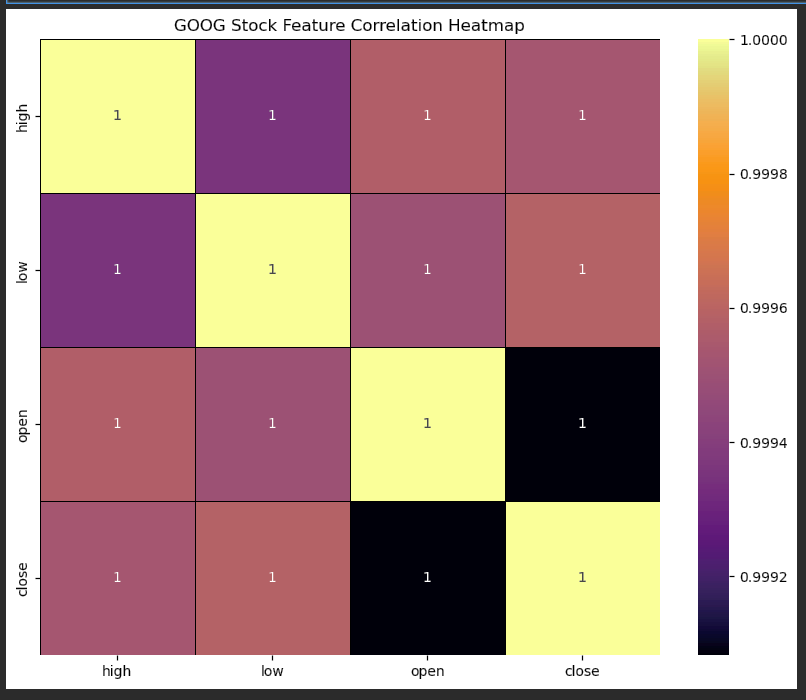 GOOG Stock Feature Correlation Heatmap
high 1 1 1 1
low 1 1 1 1
open 1 1 1 1
close 1 1 1 1
high low open close
1.0000
0.9998
0.9996
0.9994
0.9992